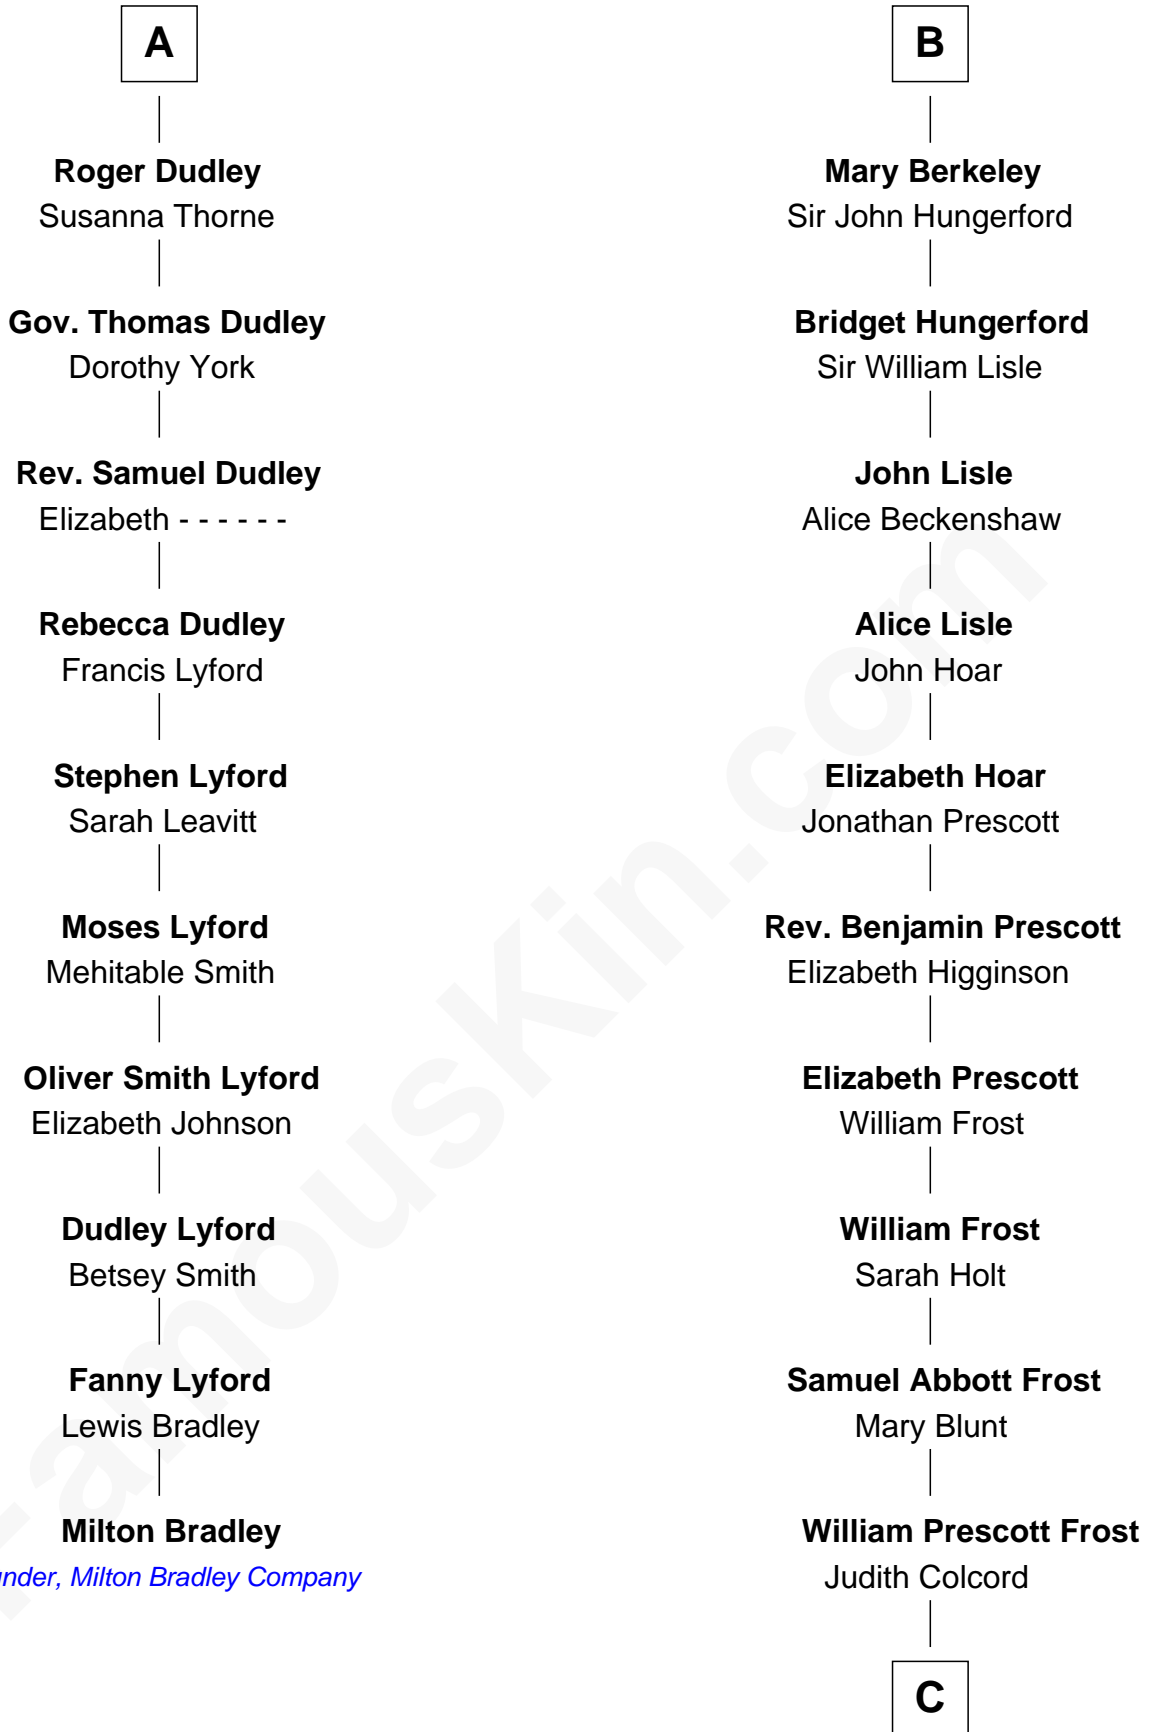 A
Roger Dudley
Susanna Thorne
Gov. Thomas Dudley
Dorothy York
Rev. Samuel Dudley
Elizabeth - - - - - -
Rebecca Dudley
Francis Lyford
Stephen Lyford
Sarah Leavitt
Moses Lyford
Mehitable Smith
Oliver Smith Lyford
Elizabeth Johnson
Dudley Lyford
Betsey Smith
Fanny Lyford
Lewis Bradley
Milton Bradley
under, Milton Bradley Company
B
Mary Berkeley
Sir John Hungerford
Bridget Hungerford
Sir William Lisle
John Lisle
Alice Beckenshaw
Alice Lisle
John Hoar
Elizabeth Hoar
Jonathan Prescott
Rev. Benjamin Prescott
Elizabeth Higginson
Elizabeth Prescott
William Frost
William Frost
Sarah Holt
Samuel Abbott Frost
Mary Blunt
William Prescott Frost
Judith Colcord
C
FamousKin.com